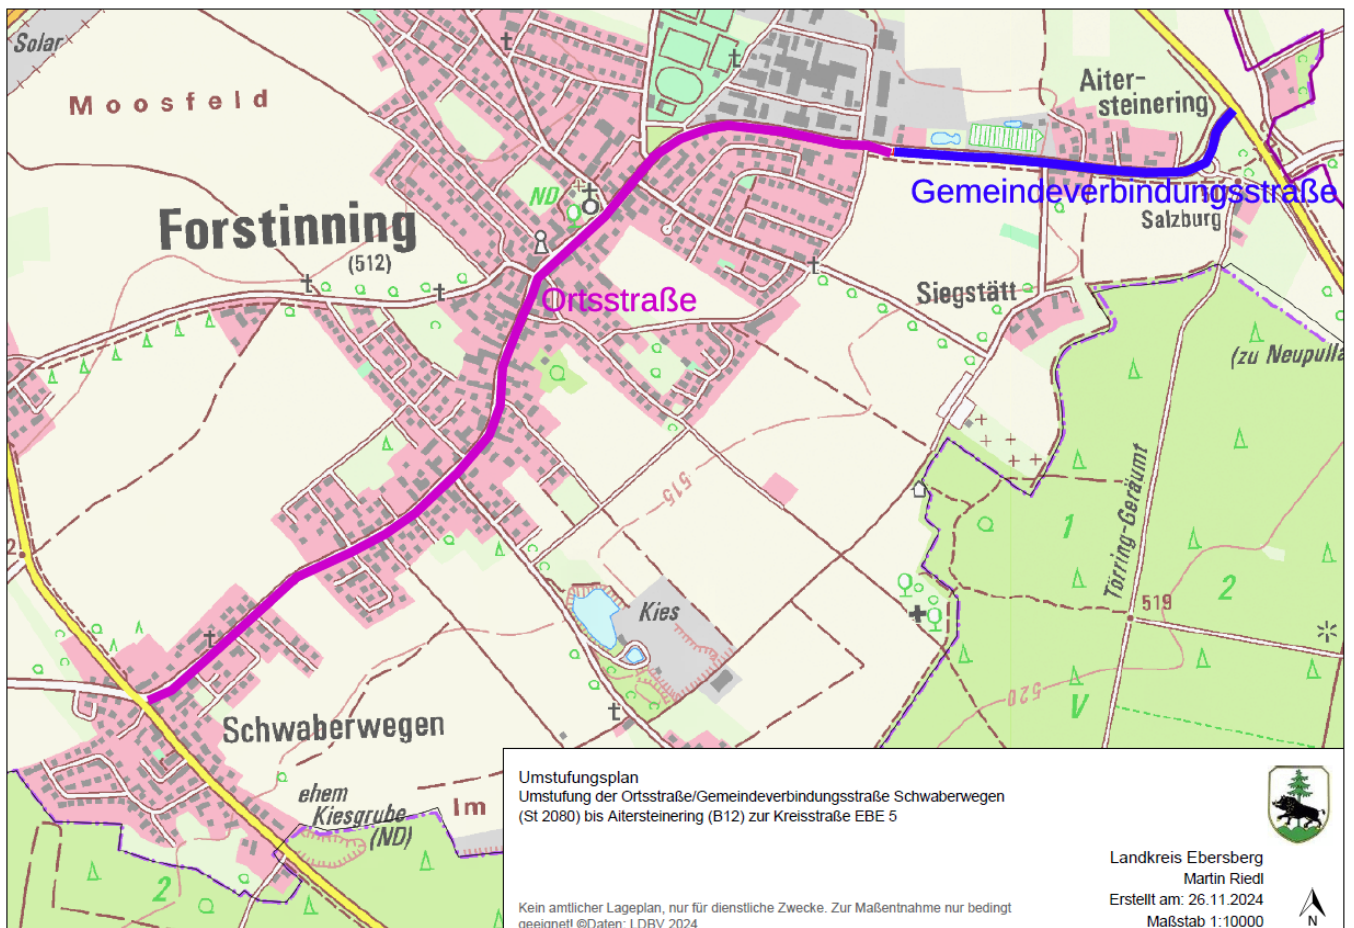 Solar
Moosfeld
Aiter-
steinering
ND
Gemeindeverbindungsstraße
Forstinning
(512)
Salzburg
Ortsstraße
Siegstätt
(zu Neupulla
515
Törring-Geräumt
1
2
2
519
Kies
520
V
Schwaberwegen
ehem
Kiesgrube
(ND)
Im
2
Umstufungsplan
Umstufung der Ortsstraße/Gemeindeverbindungsstraße Schwaberwegen
(St 2080) bis Aitersteinering (B12) zur Kreisstraße EBE 5
Landkreis Ebersberg
Martin Riedl
Erstellt am: 26.11.2024
Maßstab 1:10000
N
Kein amtlicher Lageplan, nur für dienstliche Zwecke. Zur Maßentnahme nur bedingt
geeignet! ©Daten: LDBV 2024